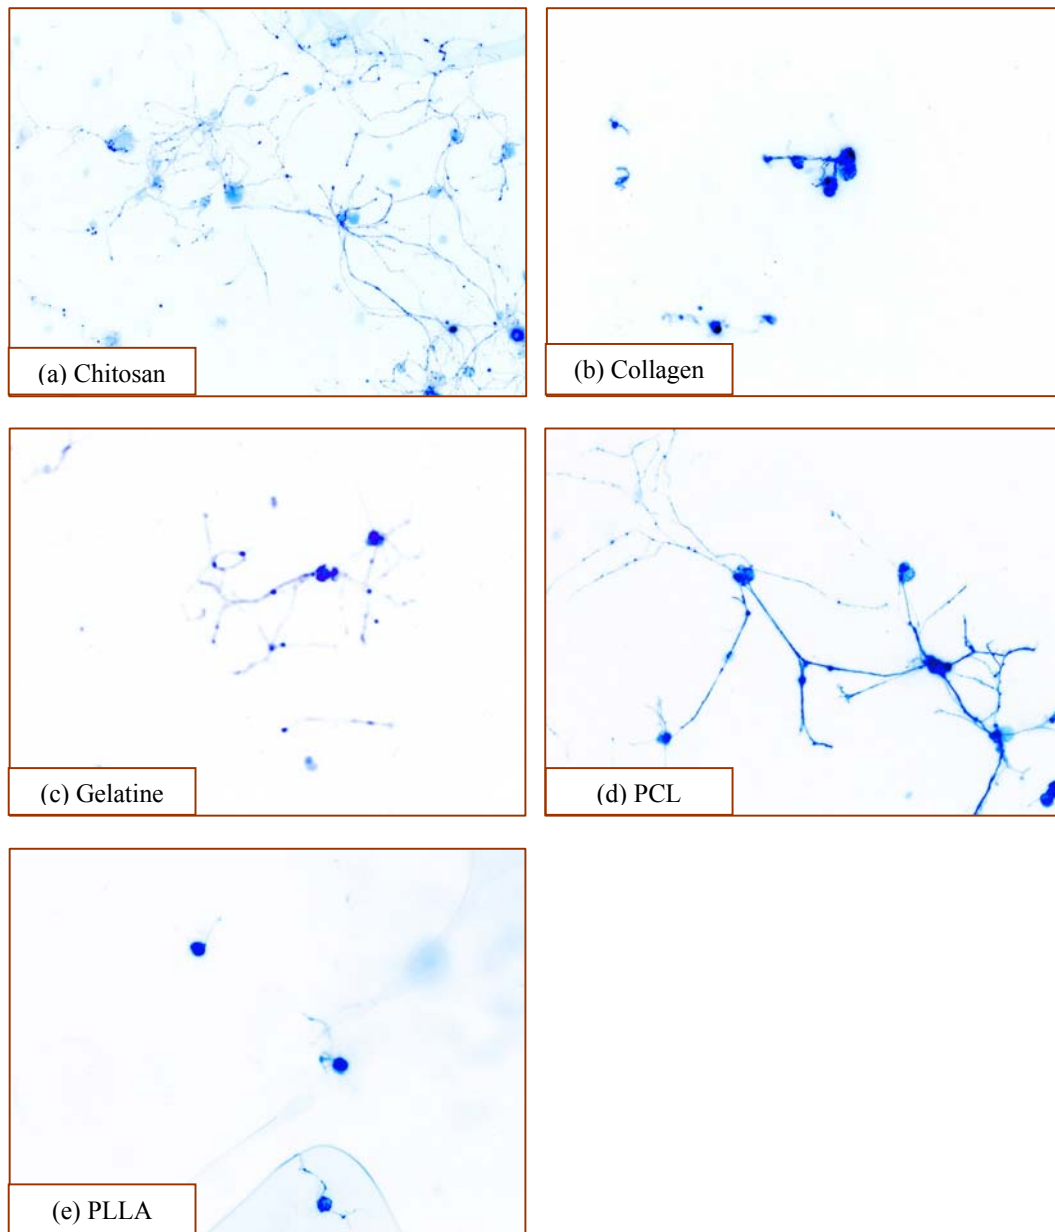 (a) Chitosan
(b) Collagen
(c) Gelatine
(d) PCL
(e) PLLA